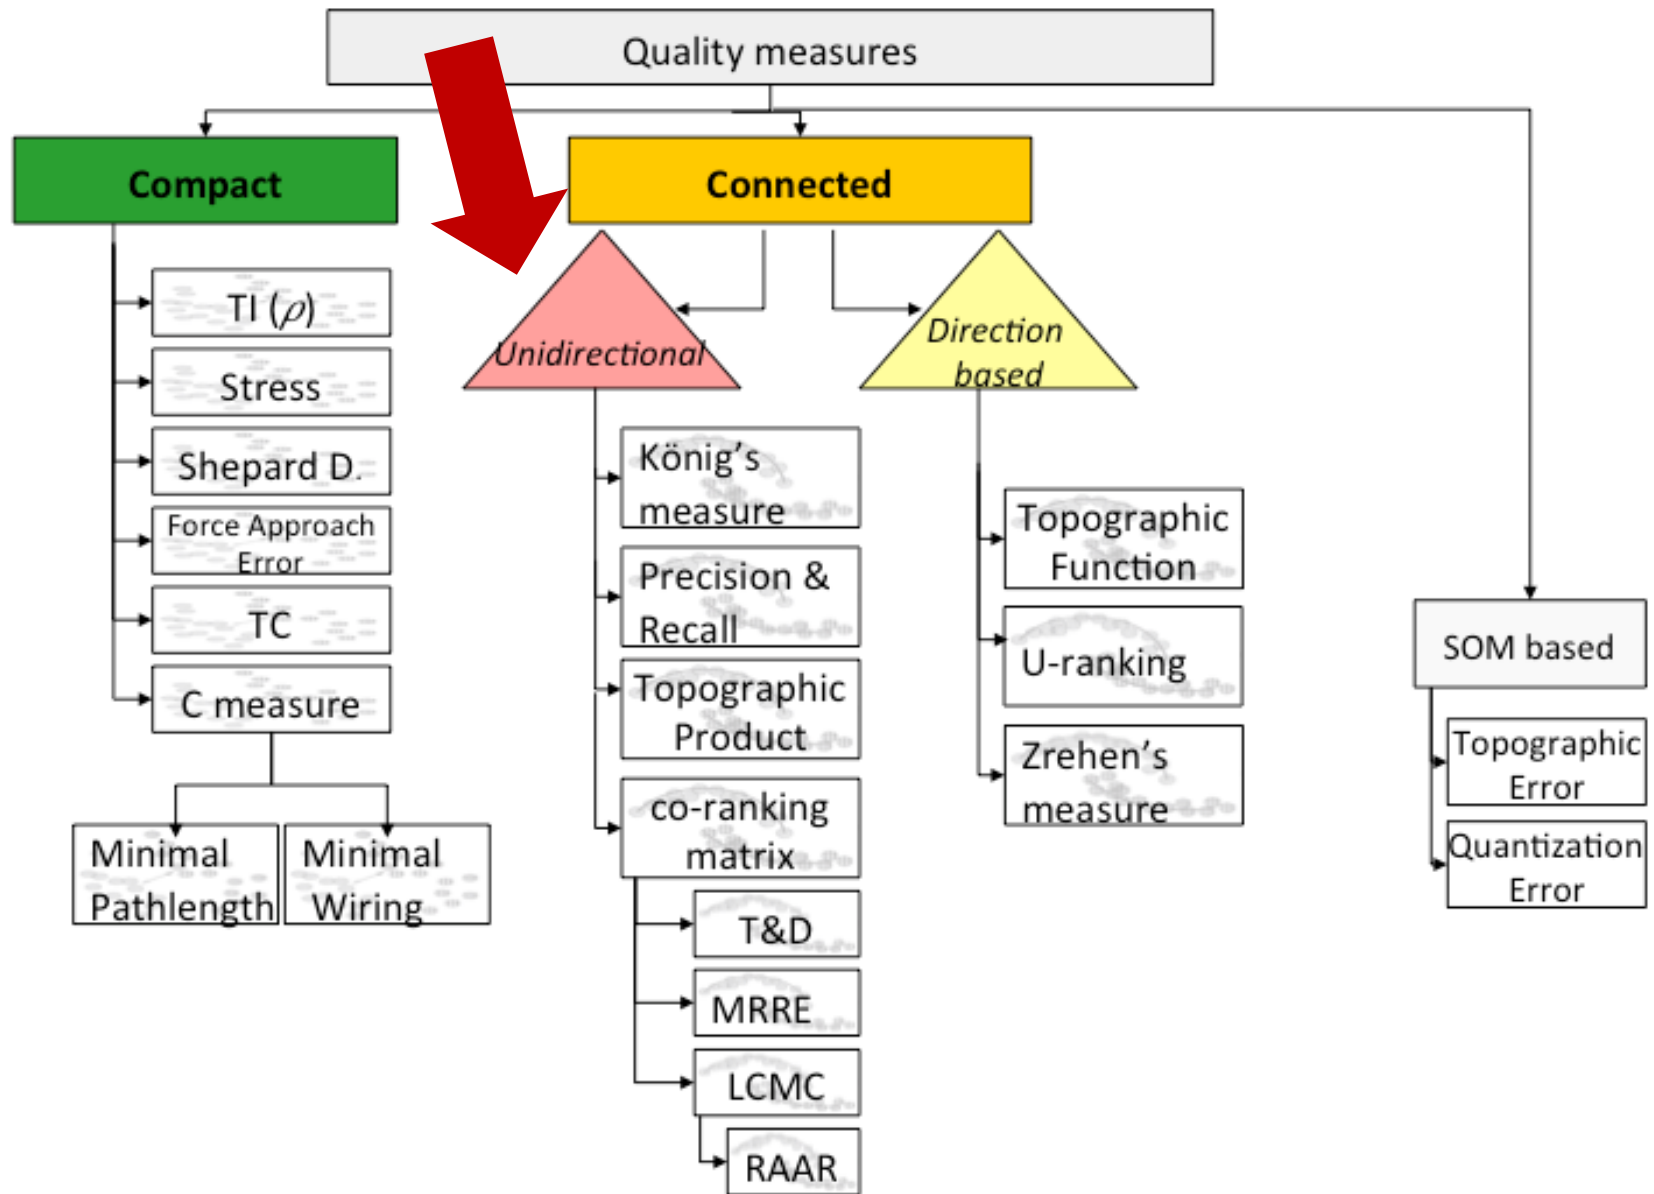 Quality measures
Compact
TI (ρ)
Stress
Shepard D.
Force Approach
Error
TC
C measure
Minimal
Pathlength
Minimal
Wiring
Connected
Unidirectional
König’s
measure
Precision &
Recall
Topographic
Product
co-ranking
matrix
T&D
MRRE
LCMC
RAAR
Direction
based
Topographic
Function
U-ranking
Zrehen’s
measure
SOM based
Topographic
Error
Quantization
Error